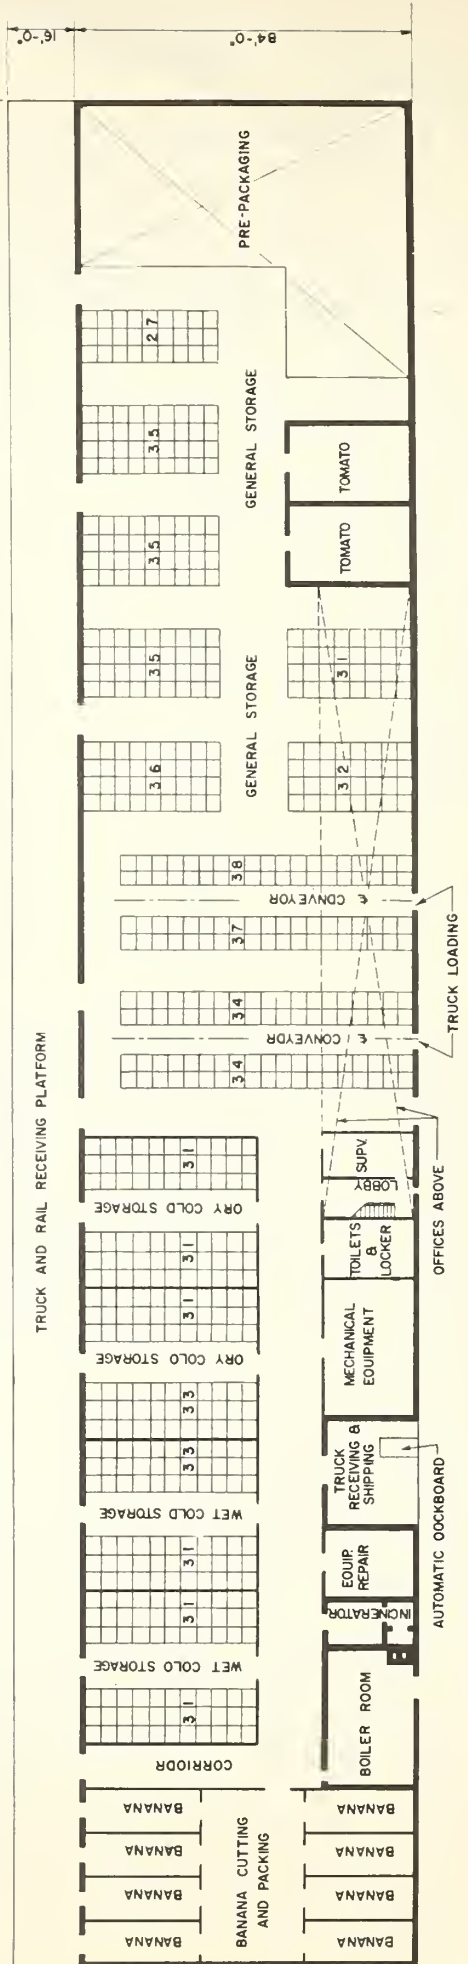 16'-0"
84'-0"
TRUCK AND RAIL RECEIVING PLATFORM
PRE-PACKAGING
27
35
35
35
36
GENERAL STORAGE
GENERAL STORAGE
TOMATO
TOMATO
31
32
38
℄ CONVEYOR
37
34
℄ CONVEYOR
34
TRUCK LOADING
31
DRY COLD STORAGE
31
31
DRY COLD STORAGE
33
33
WET COLD STORAGE
31
31
WET COLD STORAGE
31
CORRIDOR
SUPV.
LOBBY
TOILETS
&
LOCKER
OFFICES ABOVE
MECHANICAL
EQUIPMENT
TRUCK
RECEIVING &
SHIPPING
AUTOMATIC DOCKBOARD
EQUIP.
REPAIR
INCINERATOR
BOILER ROOM
BANANA
BANANA
BANANA
BANANA
BANANA CUTTING
AND PACKING
BANANA
BANANA
BANANA
BANANA